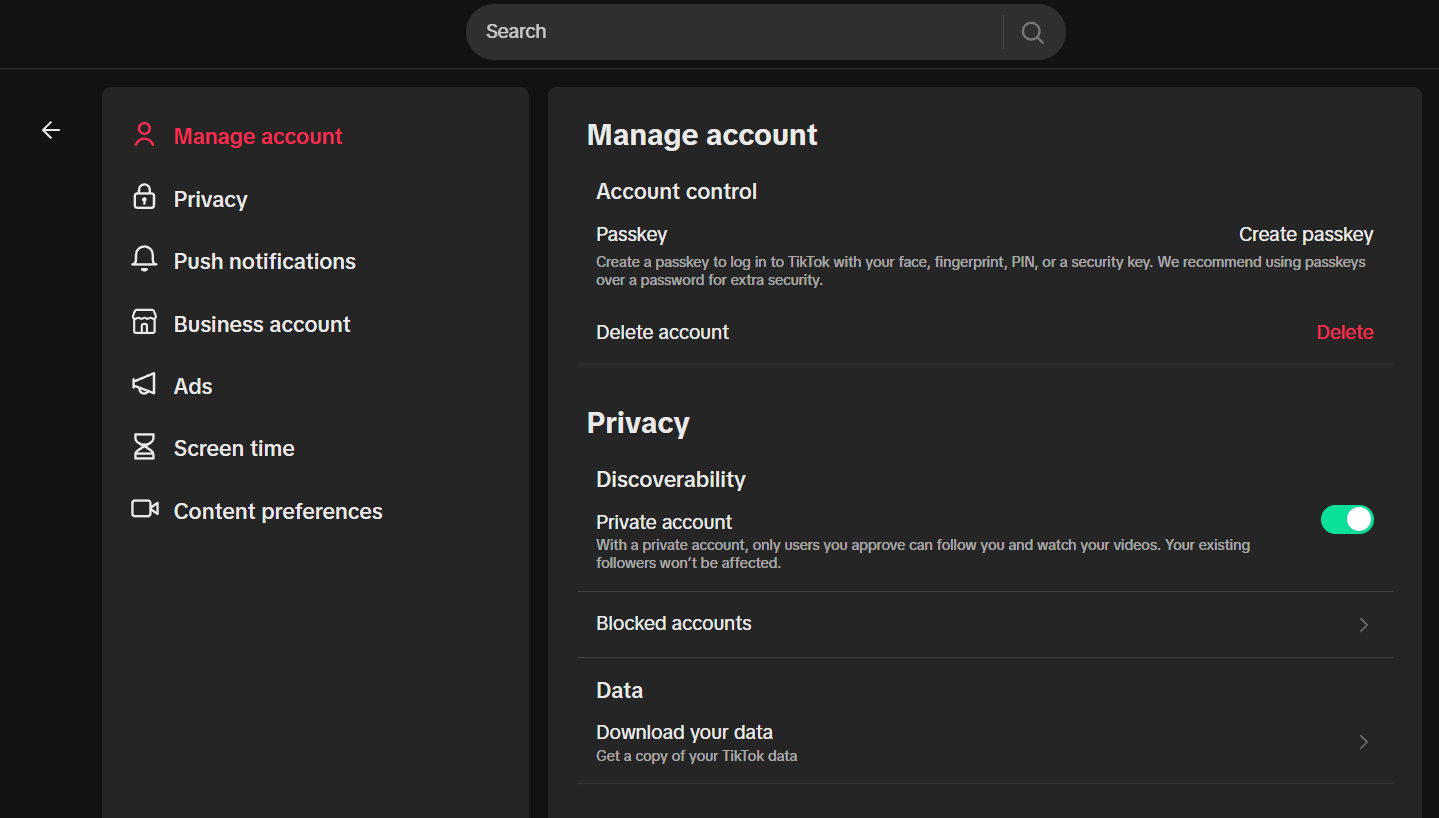 Search
Manage account
Privacy
Push notifications
Business account
Ads
Screen time
Content preferences
Manage account
Account control
Passkey
Create passkey
Create a passkey to log in to TikTok with your face, fingerprint, PIN, or a security key. We recommend using passkeys
over a password for extra security.
Delete account
Delete
Privacy
Discoverability
Private account
With a private account, only users you approve can follow you and watch your videos. Your existing
followers won’t be affected.
Blocked accounts
Data
Download your data
Get a copy of your TikTok data